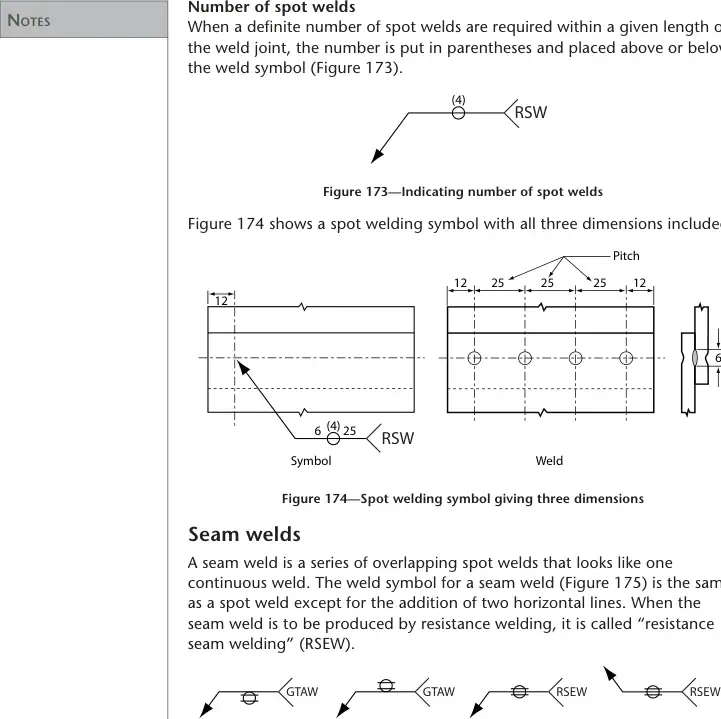 NOTES
Number of spot welds
When a definite number of spot welds are required within a given length
the weld joint, the number is put in parentheses and placed above or
the weld symbol (Figure 173).
(4)
RSW
Figure 173—Indicating number of spot welds
Figure 174 shows a spot welding symbol with all three dimensions
Pitch
12
12 25 25 25 12
6
6 (4) 25
RSW
Symbol
Weld
Figure 174—Spot welding symbol giving three dimensions
Seam welds
A seam weld is a series of overlapping spot welds that looks like one
continuous weld. The weld symbol for a seam weld (Figure 175) is the
as a spot weld except for the addition of two horizontal lines. When the
seam weld is to be produced by resistance welding, it is called “resistance
seam welding” (RSEW).
GTAW GTAW RSEW RSEW